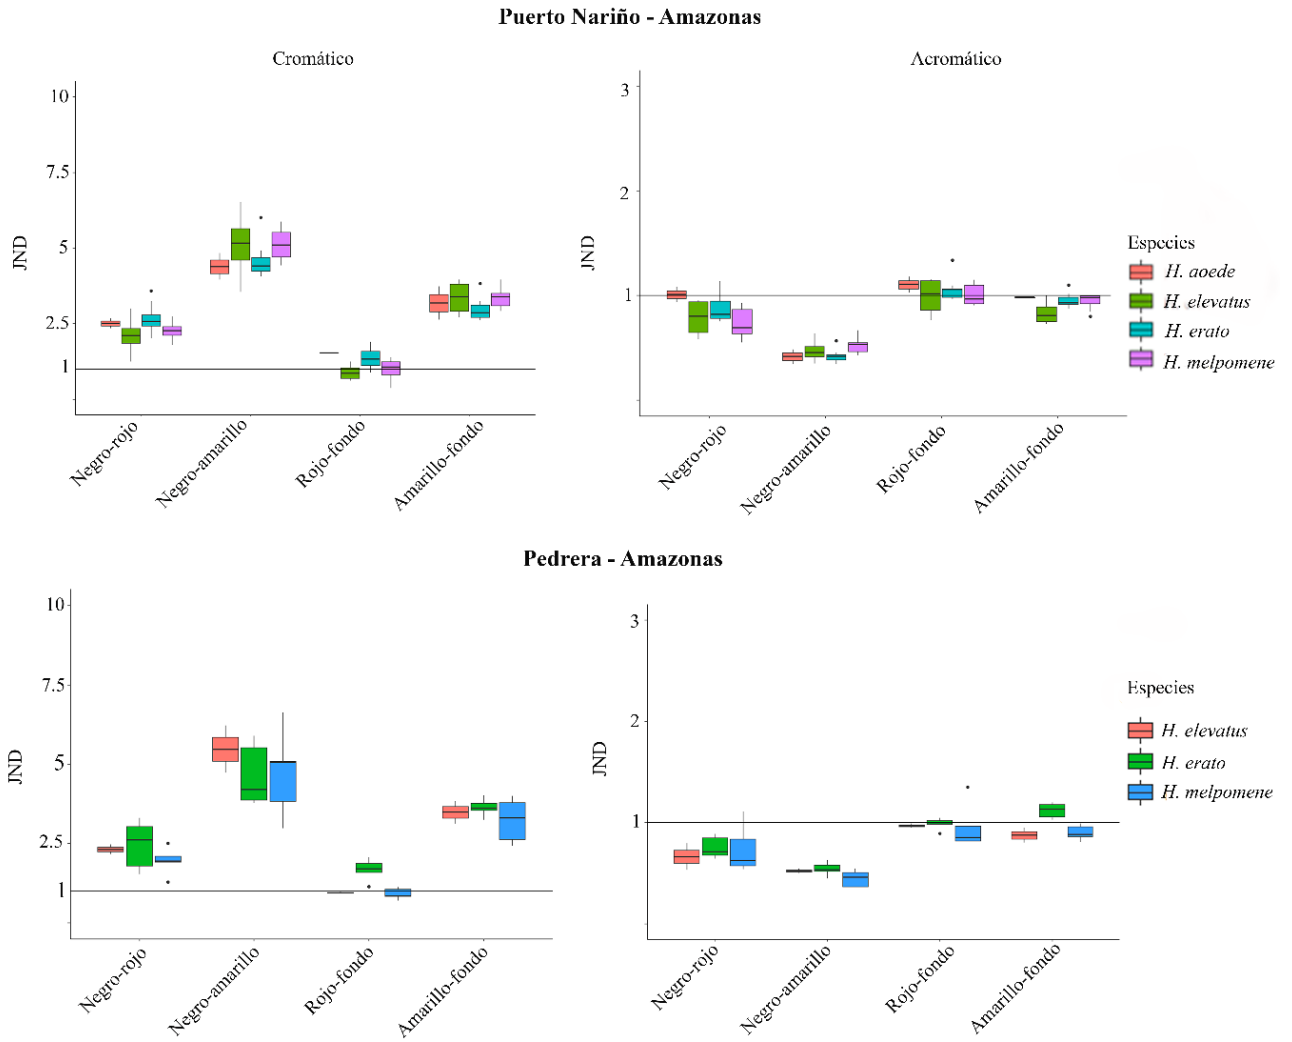 Puerto Nariño - Amazonas
Cromático
Acromático
10
7.5
5
2.5
1
JND
Negro-rojo
Negro-amarillo
Rojo-fondo
Amarillo-fondo
3
2
1
JND
Negro-rojo
Negro-amarillo
Rojo-fondo
Amarillo-fondo
Especies
H. aoede
H. elevatus
H. erato
H. melpomene
Pedrera - Amazonas
10
7.5
5
2.5
1
JND
Negro-rojo
Negro-amarillo
Rojo-fondo
Amarillo-fondo
3
2
1
JND
Negro-rojo
Negro-amarillo
Rojo-fondo
Amarillo-fondo
Especies
H. elevatus
H. erato
H. melpomene